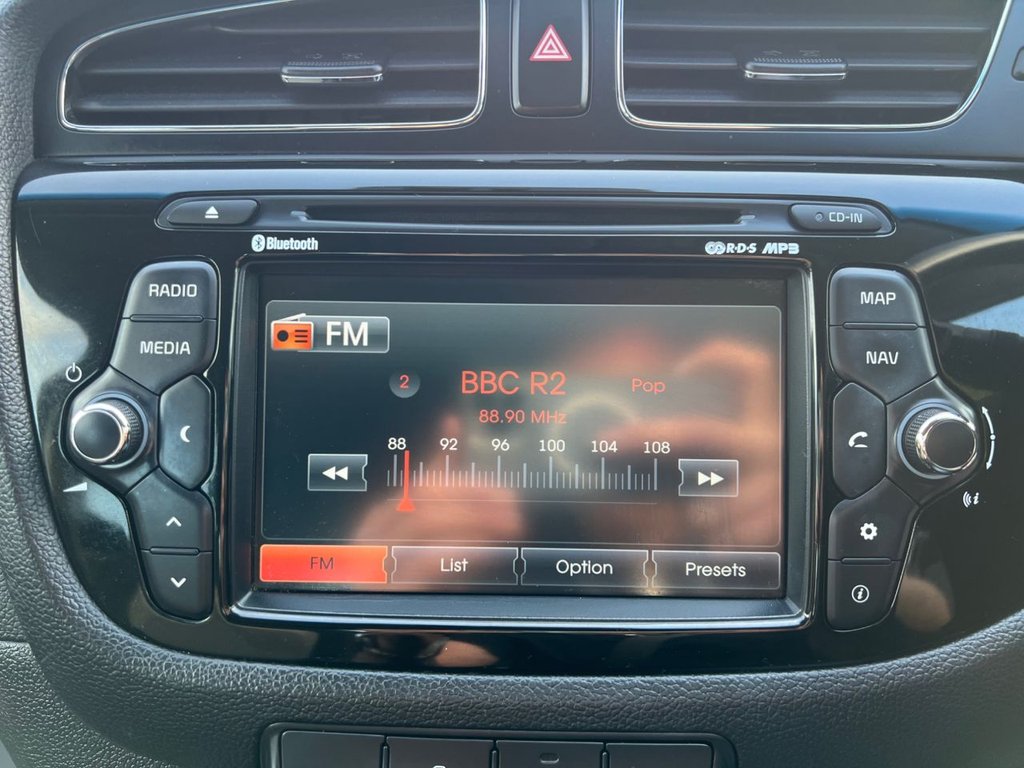 CD-IN
Bluetooth
R·D·S MP3
RADIO
MEDIA
MAP
NAV
FM
2 BBC R2 Pop
88.90 MHz
88 92 96 100 104 108
FM List Option Presets